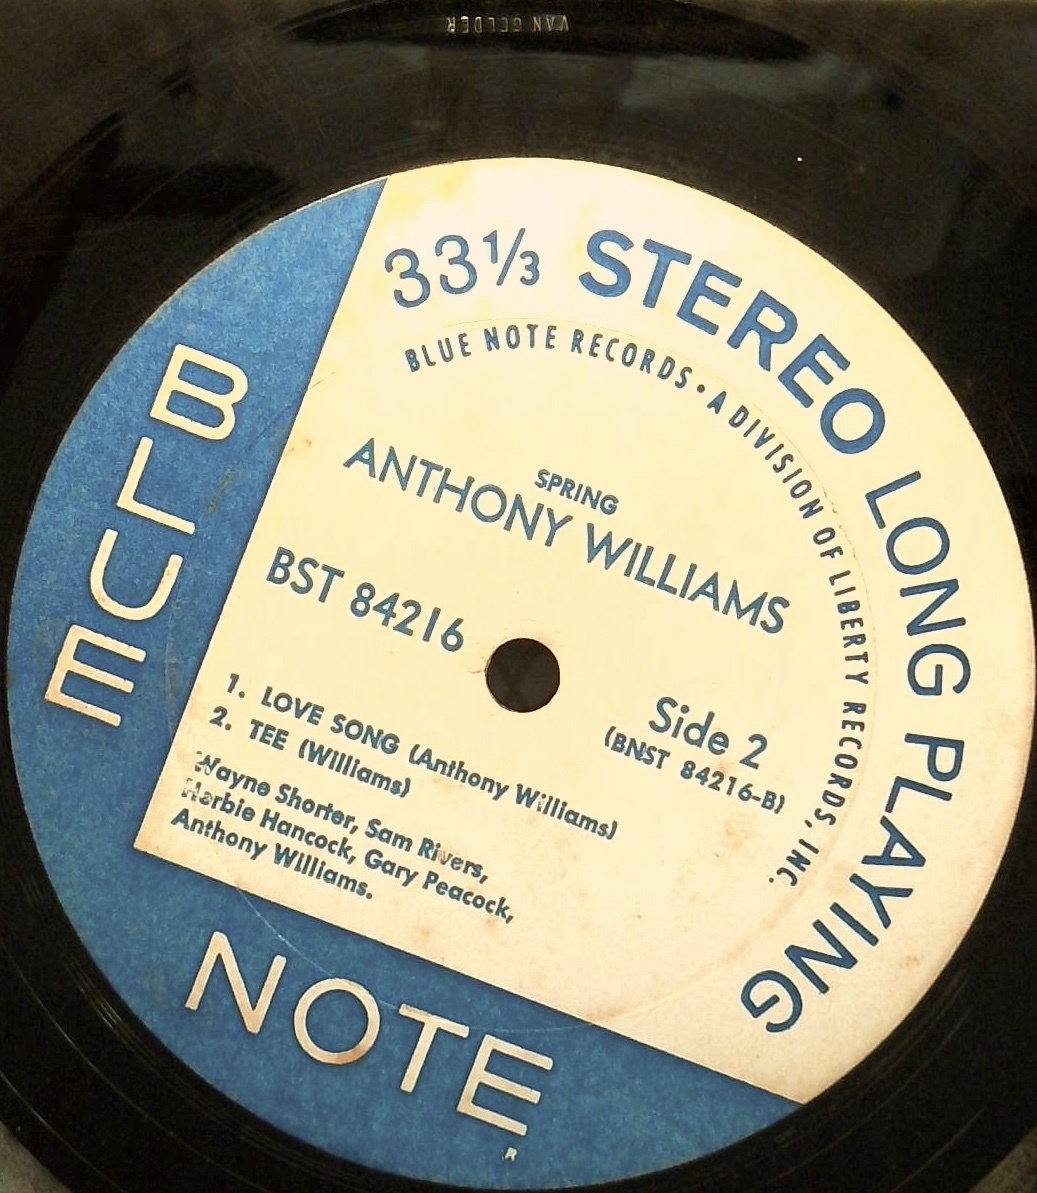 VAN GELDER
33 1/3 STEREO LONG PLAYING
BLUE NOTE RECORDS • A DIVISION OF LIBERTY RECORDS, INC.
SPRING
ANTHONY WILLIAMS
BST 84216
Side 2
(BNST 84216-B)
1. LOVE SONG (Anthony Williams)
2. TEE (Williams)
Wayne Shorter, Sam Rivers,
Herbie Hancock, Gary Peacock,
Anthony Williams.
BLUE
NOTE
R